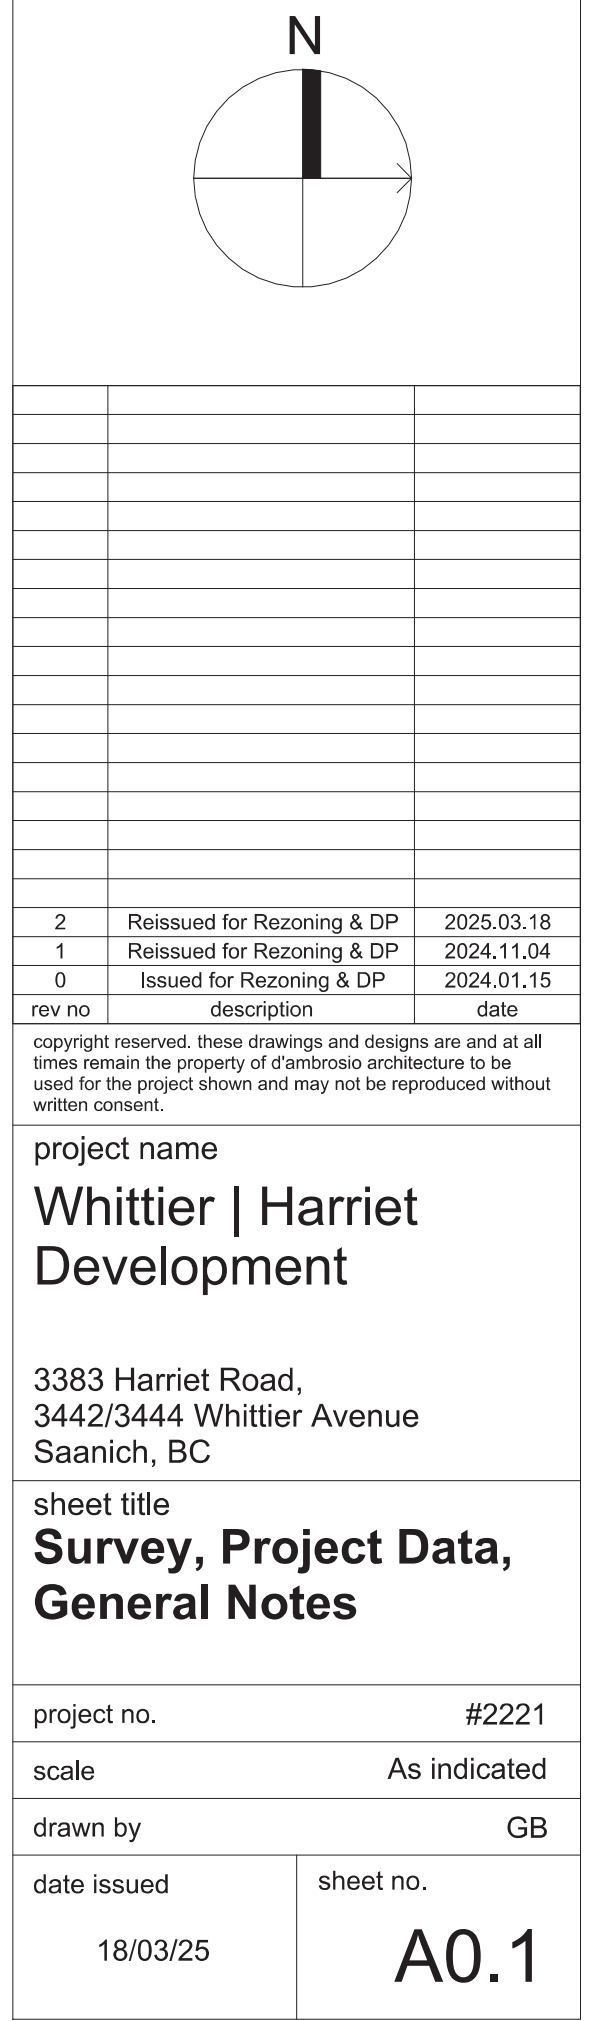 N
2 Reissued for Rezoning & DP 2025.03.18
1 Reissued for Rezoning & DP 2024.11.04
0 Issued for Rezoning & DP 2024.01.15
rev no description date
copyright reserved. these drawings and designs are and at all
times remain the property of d'ambrosio architecture to be
used for the project shown and may not be reproduced without
written consent.
project name
Whittier | Harriet
Development
3383 Harriet Road,
3442/3444 Whittier Avenue
Saanich, BC
sheet title
Survey, Project Data,
General Notes
project no. #2221
scale As indicated
drawn by GB
date issued
18/03/25
sheet no.
A0.1